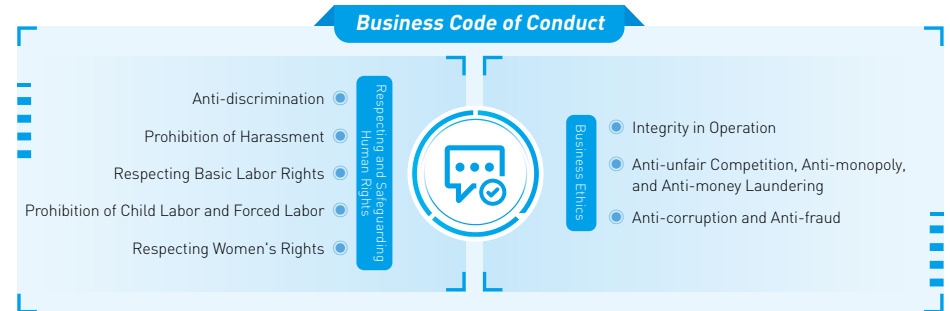 Business Code of Conduct
Anti-discrimination
Prohibition of Harassment
Respecting Basic Labor Rights
Prohibition of Child Labor and Forced Labor
Respecting Women's Rights
Respecting and Safeguarding
Human Rights
Business Ethics
Integrity in Operation
Anti-unfair Competition, Anti-monopoly,
and Anti-money Laundering
Anti-corruption and Anti-fraud